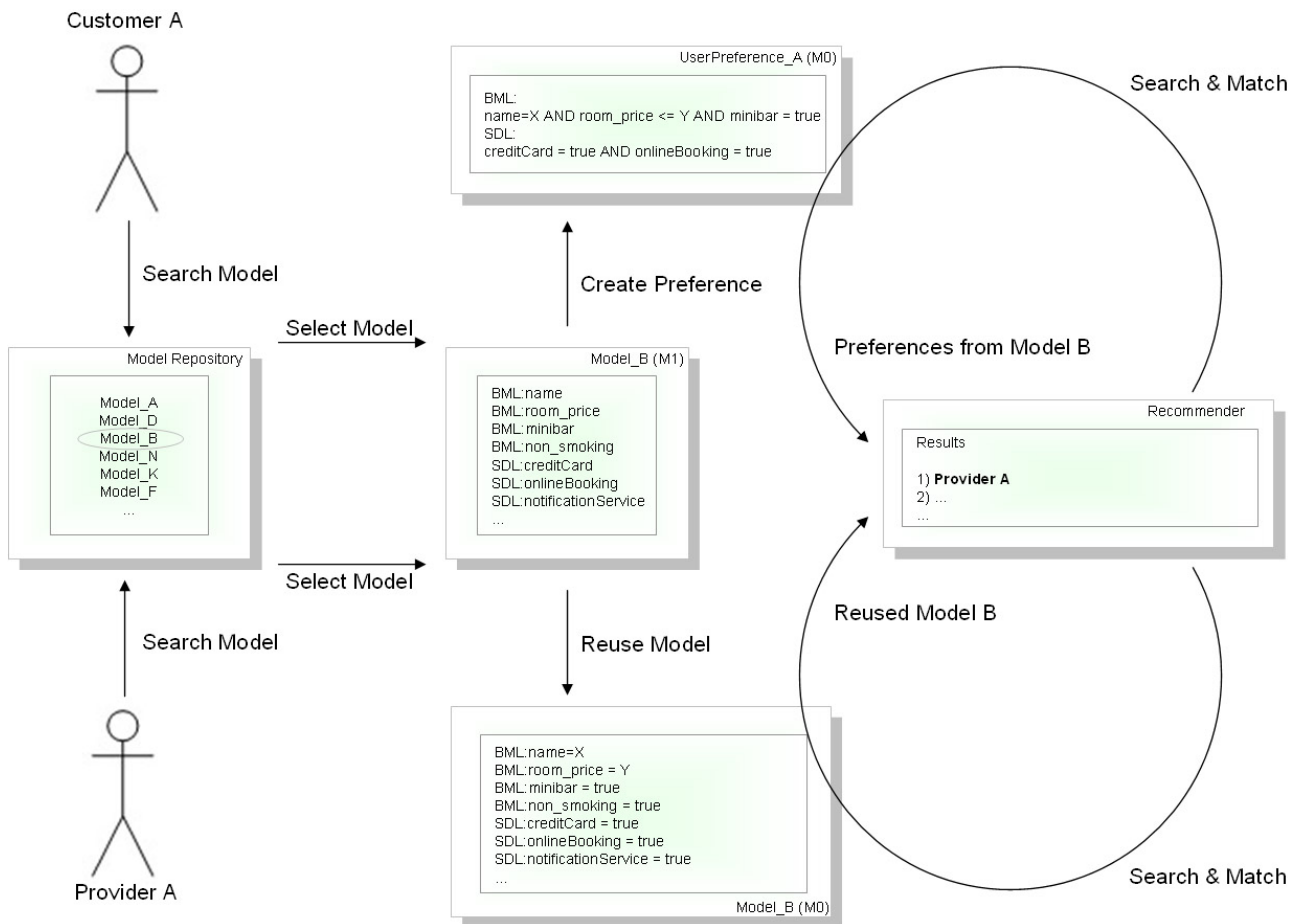 Customer A
UserPreference_A (M0)
BML:
name=X AND room_price <= Y AND minibar = true
SDL:
creditCard = true AND onlineBooking = true
Search & Match
Search Model
Create Preference
Select Model
Preferences from Model B
Model Repository
Model_A
Model_D
Model_B
Model_N
Model_K
Model_F
...
Model_B (M1)
BML:name
BML:room_price
BML:minibar
BML:non_smoking
SDL:creditCard
SDL:onlineBooking
SDL:notificationService
...
Recommender
Results
1) Provider A
2) ...
...
Select Model
Search Model
Reuse Model
Reused Model B
BML:name=X
BML:room_price = Y
BML:minibar = true
BML:non_smoking = true
SDL:creditCard = true
SDL:onlineBooking = true
SDL:notificationService = true
...
Model_B (M0)
Provider A
Search & Match